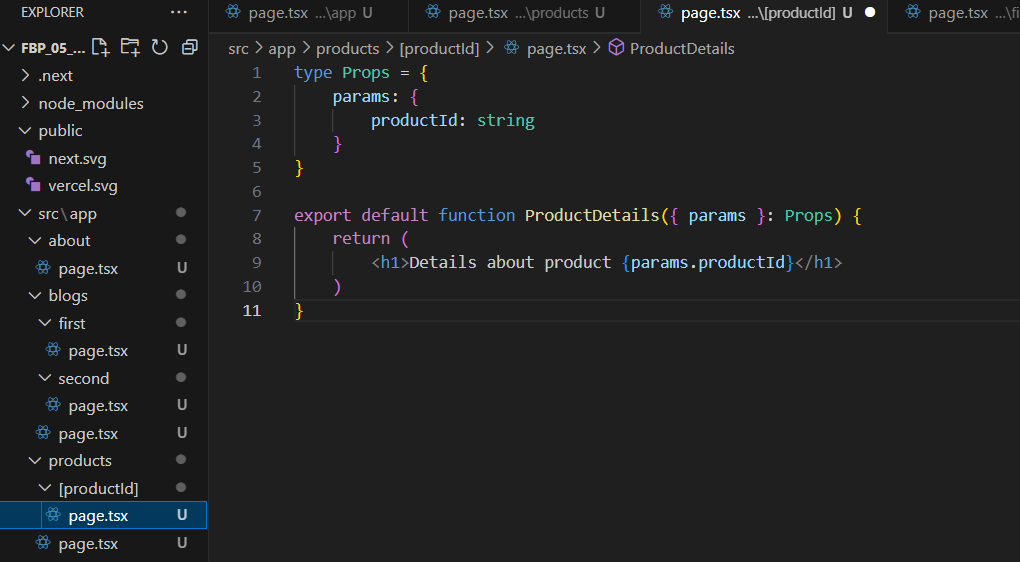 EXPLORER ···
FBP_05_...
.next
node_modules
public
next.svg
vercel.svg
src\app
about
page.tsx U
blogs
first
page.tsx U
second
page.tsx U
page.tsx U
products
[productId]
page.tsx U
page.tsx U
page.tsx ...\app U
page.tsx ...\products U
page.tsx ...\[productId] U
page.tsx ...\fi
src > app > products > [productId] > page.tsx > ProductDetails
1 type Props = {
2     params: {
3         productId: string
4     }
5 }
6
7 export default function ProductDetails({ params }: Props) {
8     return (
9         <h1>Details about product {params.productId}</h1>
10     )
11 }